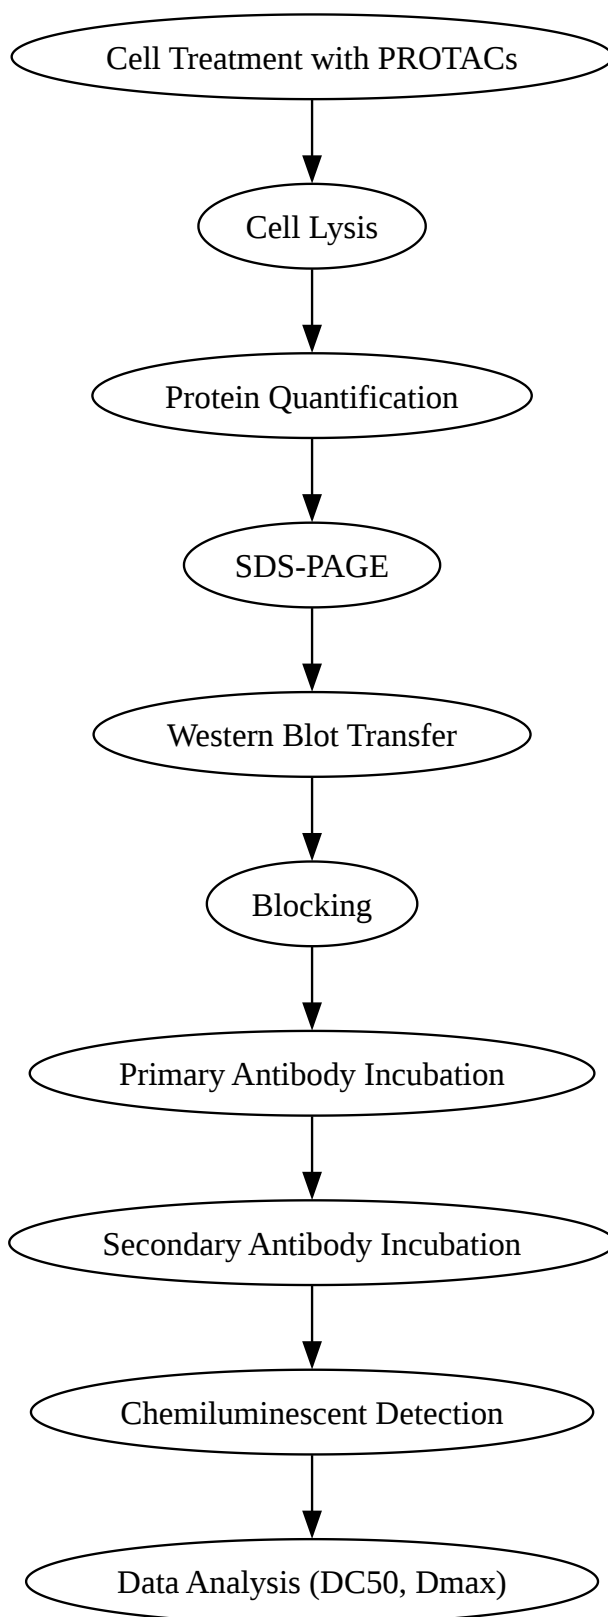 Cell Treatment with PROTACs
Cell Lysis
Protein Quantification
SDS-PAGE
Western Blot Transfer
Blocking
Primary Antibody Incubation
Secondary Antibody Incubation
Chemiluminescent Detection
Data Analysis (DC50, Dmax)